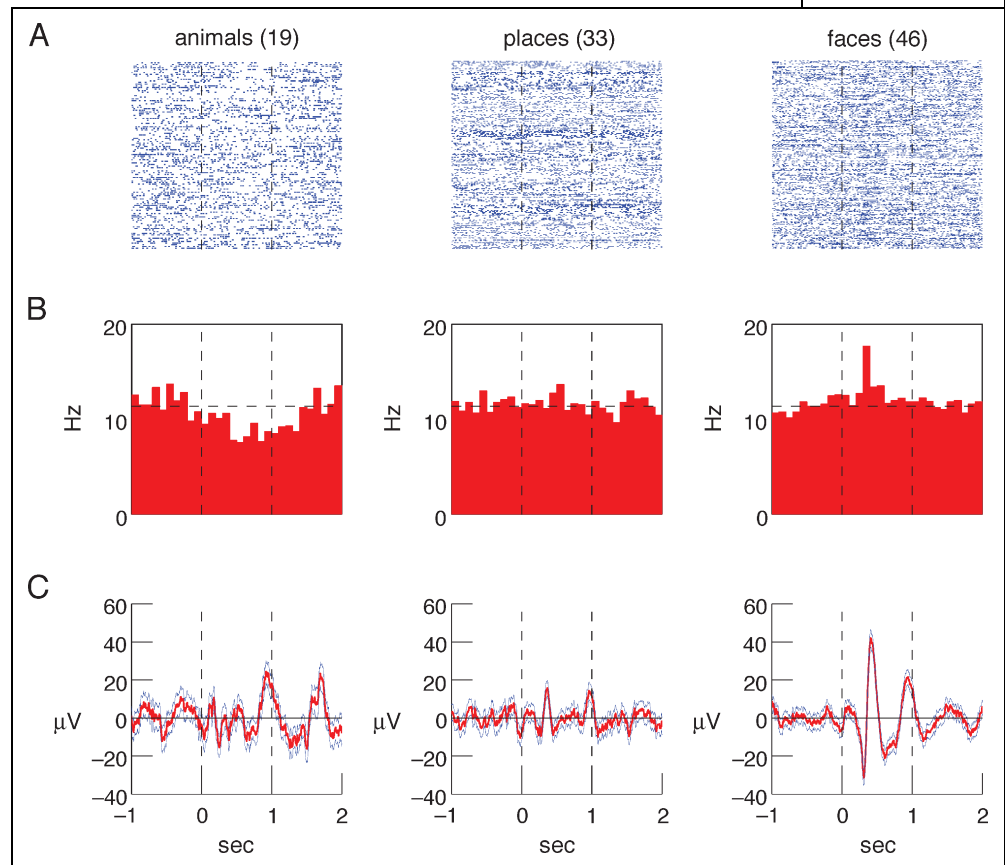 A
animals (19) places (33) faces (46)
B
20 20 20
Hz Hz Hz
10 10 10
0 0 0
C
60 60 60
40 40 40
20 20 20
μV 0 μV 0 μV 0
−20 −20 −20
−40 −40 −40
−1 0 1 2 −1 0 1 2 −1 0 1 2
sec sec sec